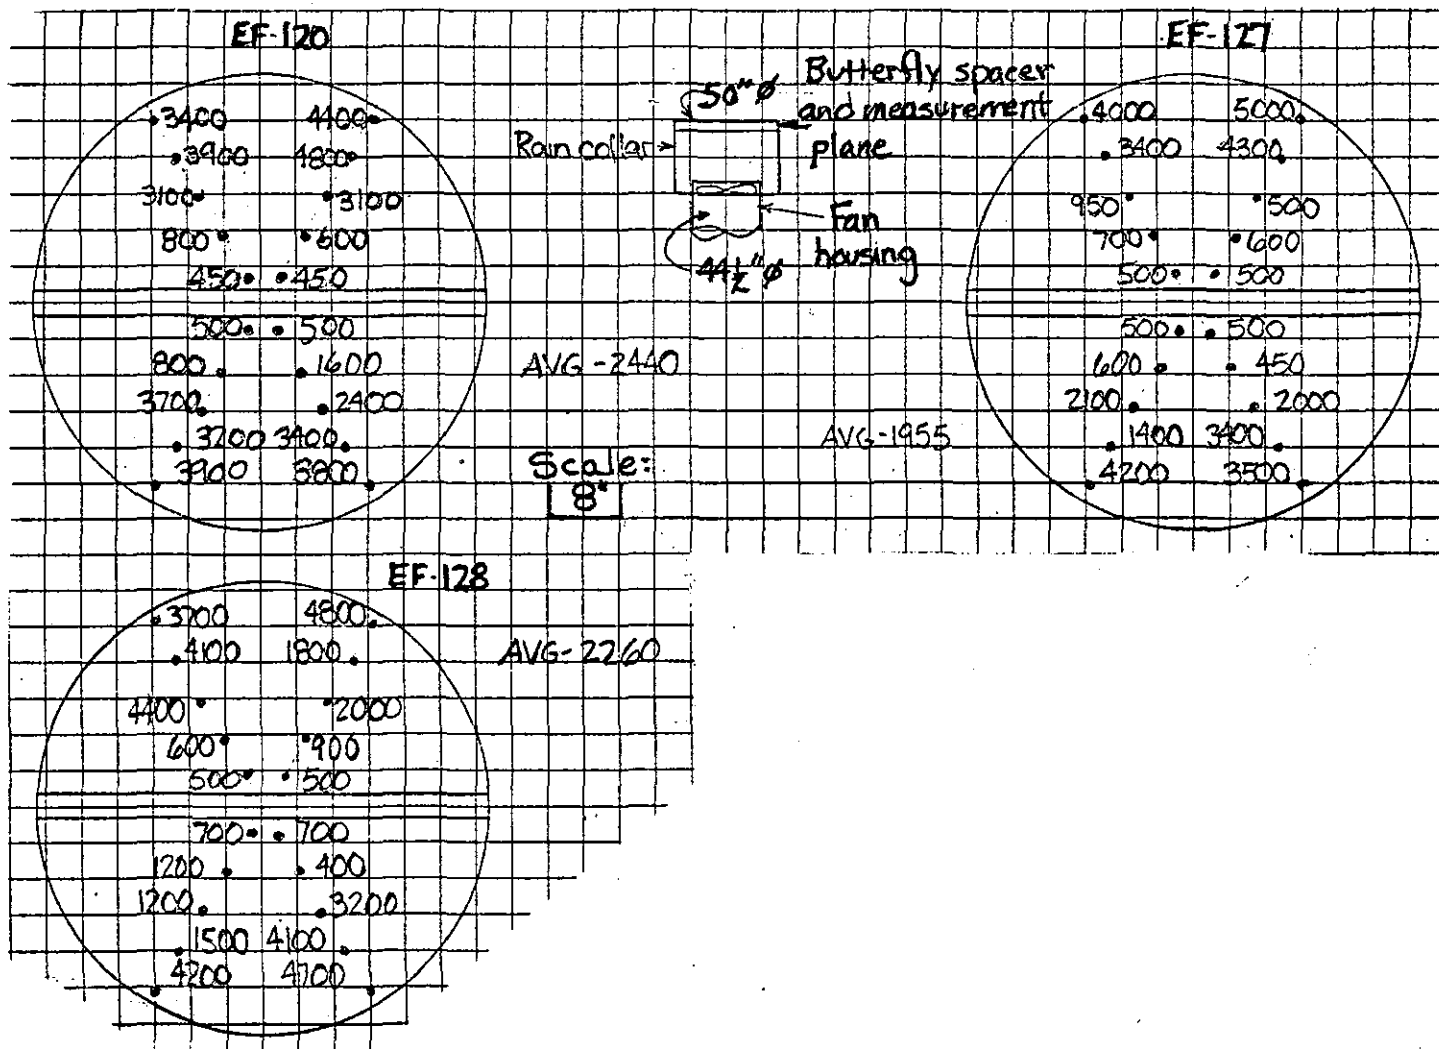 EF-120
3400 4400
3900 4800
3100 3100
800 600
450 450
500 500
800 1600
3700 2400
3200 3400
3900 3800
AVG-2440
50"ø
Rain collar
Butterfly spacer
and measurement
plane
Fan
housing
44½"ø
Scale:
8"
EF-127
4000 5000
3400 4300
950 500
700 600
500 500
500 500
600 450
2100 2000
1400 3400
4200 3500
AVG-1955
EF-128
3700 4800
4100 1800
4400 2000
600 900
500 500
700 700
1200 400
1200 3200
1500 4100
4200 4700
AVG-2260